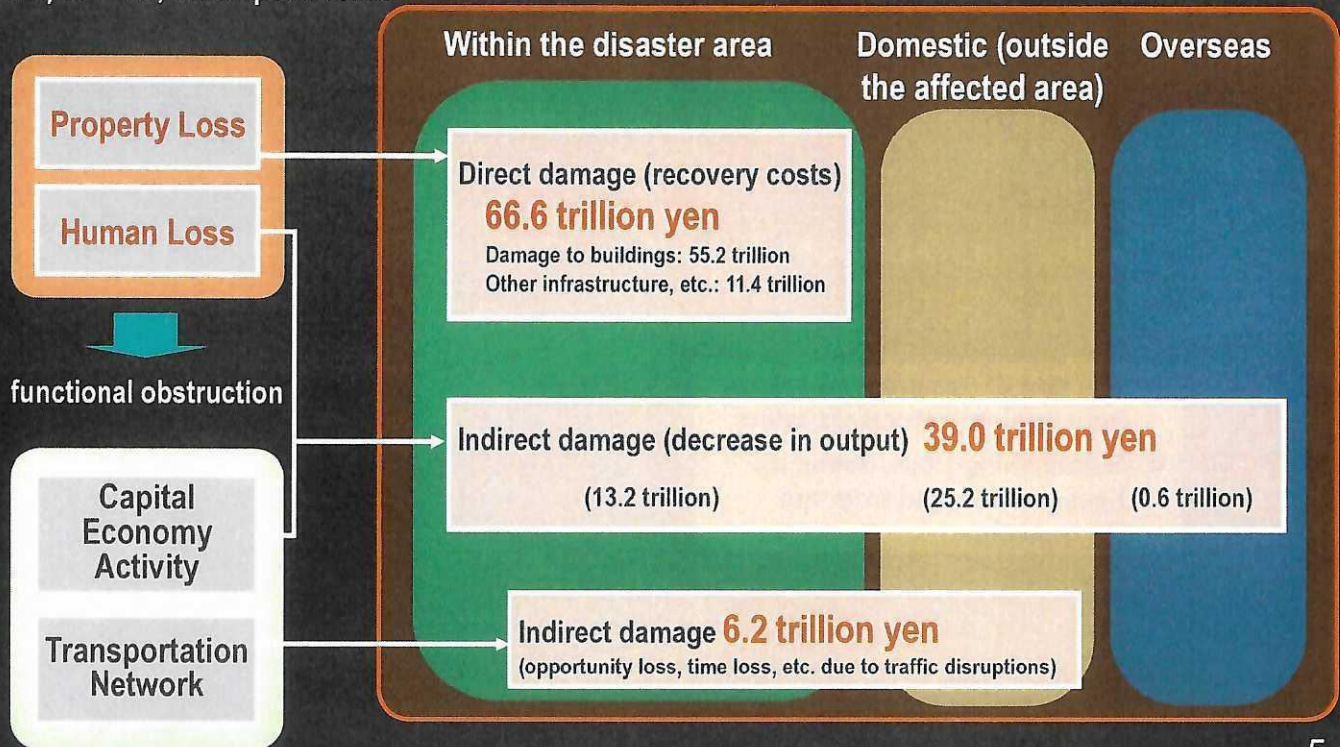 Within the disaster area
Domestic (outside
the affected area)
Overseas
Property Loss
Human Loss
functional obstruction
Capital
Economy
Activity
Transportation
Network
Direct damage (recovery costs)
66.6 trillion yen
Damage to buildings: 55.2 trillion
Other infrastructure, etc.: 11.4 trillion
Indirect damage (decrease in output) 39.0 trillion yen
(13.2 trillion)
(25.2 trillion)
(0.6 trillion)
Indirect damage 6.2 trillion yen
(opportunity loss, time loss, etc. due to traffic disruptions)